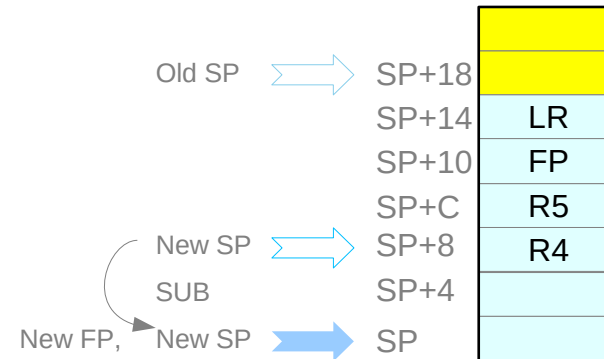 Old SP SP+18
SP+14 LR
SP+10 FP
SP+C R5
New SP SP+8 R4
SUB SP+4
New FP, New SP SP